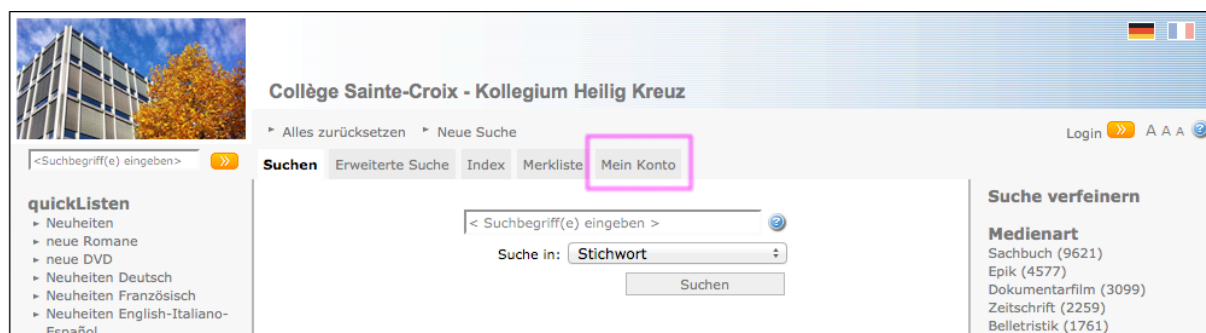 Collège Sainte-Croix - Kollegium Heilig Kreuz
Alles zurücksetzen Neue Suche
Login A A A
<Suchbegriff(e) eingeben>
Suchen Erweiterte Suche Index Merkliste Mein Konto
quickListen
Neuheiten
neue Romane
neue DVD
Neuheiten Deutsch
Neuheiten Französisch
Neuheiten English-Italiano-
Español
< Suchbegriff(e) eingeben >
Suche in: Stichwort
Suchen
Suche verfeinern
Medienart
Sachbuch (9621)
Epik (4577)
Dokumentarfilm (3099)
Zeitschrift (2259)
Belletristik (1761)